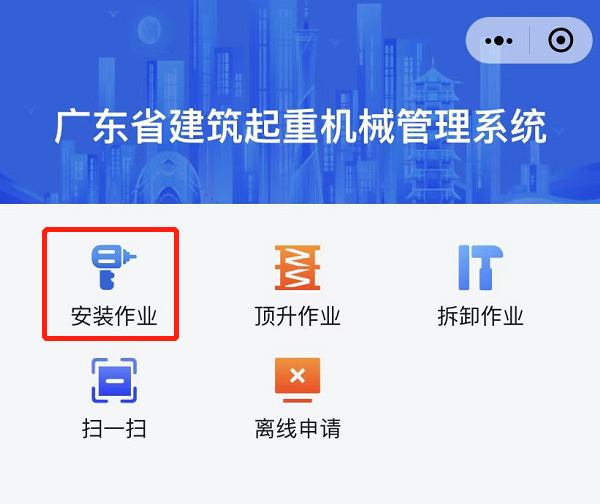 广东省建筑起重机械管理系统
安装作业
顶升作业
拆卸作业
扫一扫
离线申请